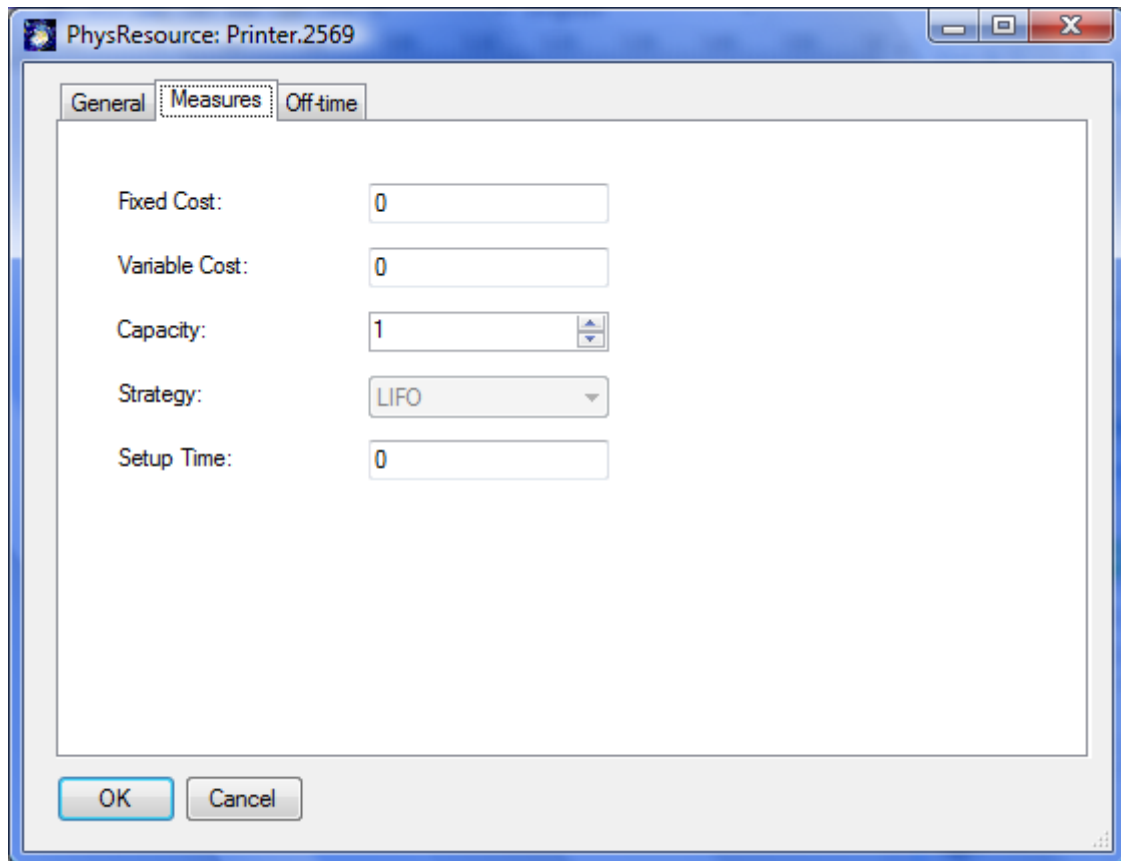 PhysResource: Printer.2569
General Measures Off-time
Fixed Cost: 0
Variable Cost: 0
Capacity: 1
Strategy: LIFO
Setup Time: 0
OK Cancel